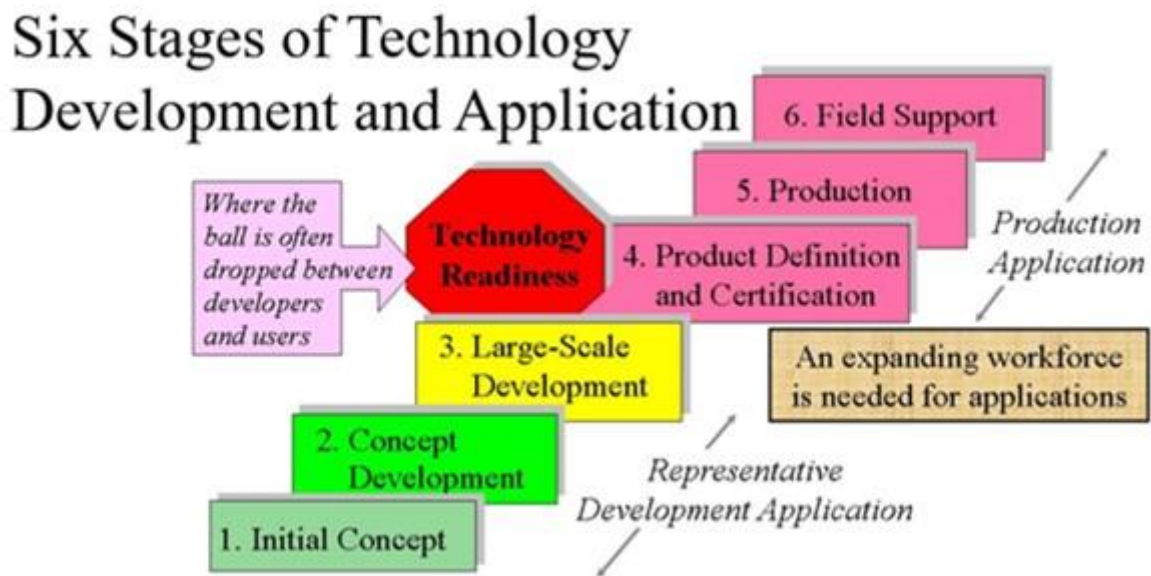 Six Stages of Technology
Development and Application
6. Field Support
5. Production
Production
Application
Where the
ball is often
dropped between
developers
and users
Technology
Readiness
4. Product Definition
and Certification
3. Large-Scale
Development
An expanding workforce
is needed for applications
2. Concept
Development
Representative
Development Application
1. Initial Concept